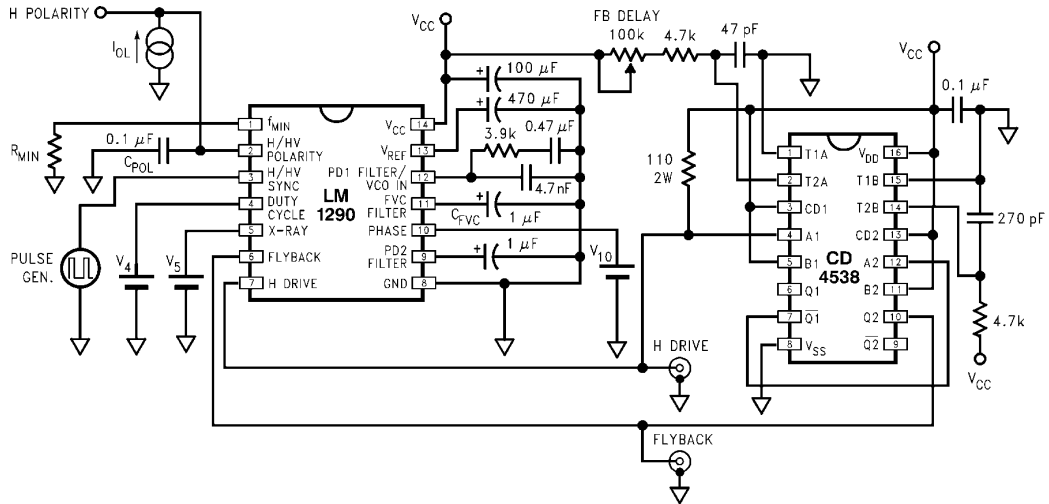 H POLARITY
I_OL
V_CC
FB DELAY
100k
4.7k
47 pF
V_CC
0.1 μF
100 μF
470 μF
3.9k
0.47 μF
4.7nF
C_FVC
1 μF
1 μF
110
2W
R_MIN
0.1 μF
C_POL
PULSE
GEN.
V_4
V_5
V_10
LM
1290
1 f_MIN
2 H/HV
POLARITY
3 H/HV
SYNC
4 DUTY
CYCLE
5 X-RAY
6 FLYBACK
7 H DRIVE
V_CC 14
V_REF 13
PD1 FILTER/
VCO IN 12
FVC
FILTER 11
PHASE 10
PD2
FILTER 9
GND 8
CD
4538
1 T1A
2 T2A
3 CD1
4 A1
5 B1
6 Q1
7 Q̅1̅
8 V_SS
V_DD 16
T1B 15
T2B 14
CD2 13
A2 12
B2 11
Q2 10
Q̅2̅ 9
270 pF
4.7k
V_CC
H DRIVE
FLYBACK